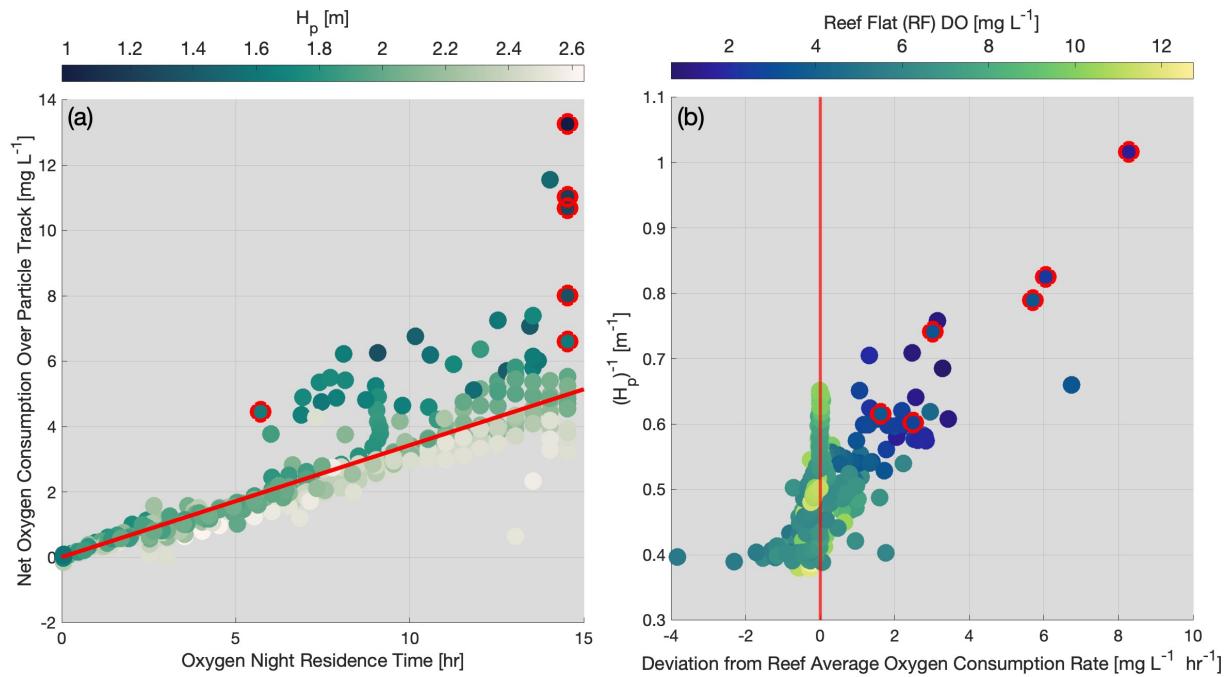 H_p [m]
1 1.2 1.4 1.6 1.8 2 2.2 2.4 2.6
Reef Flat (RF) DO [mg L^-1]
2 4 6 8 10 12
(a)
14
12
10
8
6
4
2
0
-2
Net Oxygen Consumption Over Particle Track [mg L^-1]
0 5 10 15
Oxygen Night Residence Time [hr]
(b)
1.1
1
0.9
0.8
0.7
0.6
0.5
0.4
0.3
(H_p)^-1 [m^-1]
-4 -2 0 2 4 6 8 10
Deviation from Reef Average Oxygen Consumption Rate [mg L^-1 hr^-1]